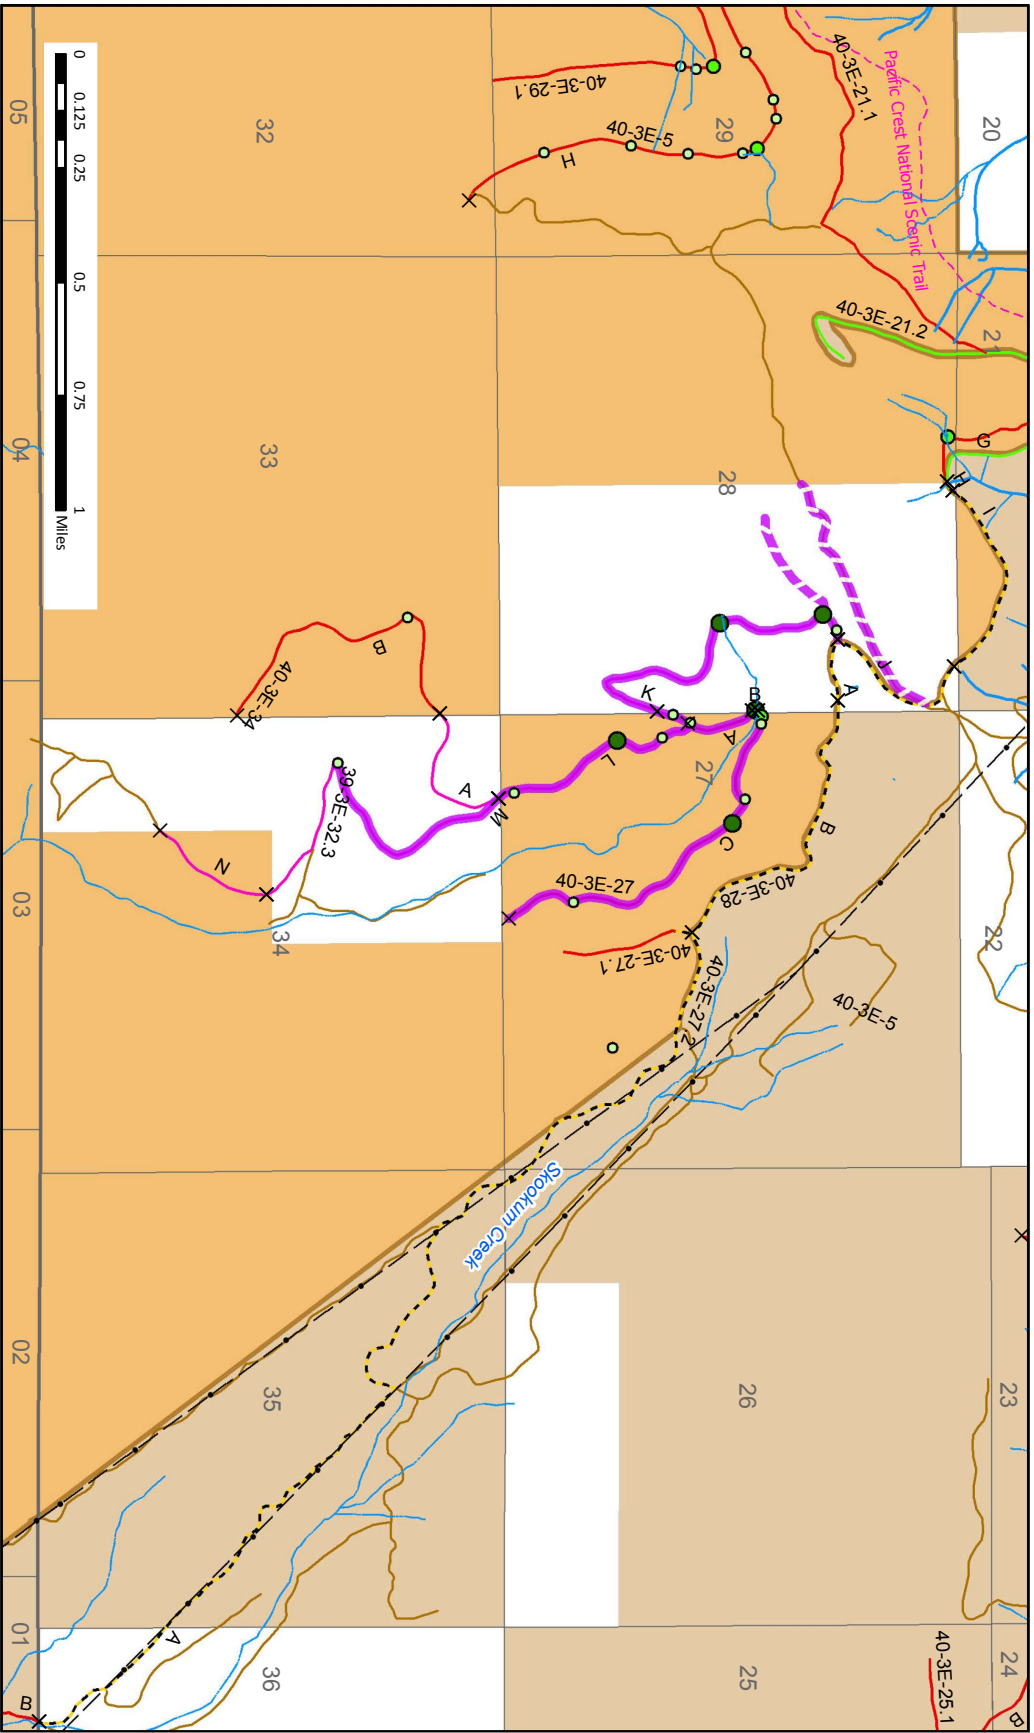 20
21
22
23
24
B
G
I
40-3E-25.1
Pacific Crest National Scenic Trail
40-3E-21.1
40-3E-21.2
40-3E-5
J
A
B
29
28
27
26
25
B
A
C
40-3E-28
40-3E-27.2
40-3E-27.1
40-3E-5
K
L
40-3E-27
H
40-3E-29.1
Skookum Creek
M
A
B
39-3E-32.3
40-3E-34
32
33
34
35
36
N
A
B
0 0.125 0.25 0.5 0.75 1
Miles
05
04
03
02
01